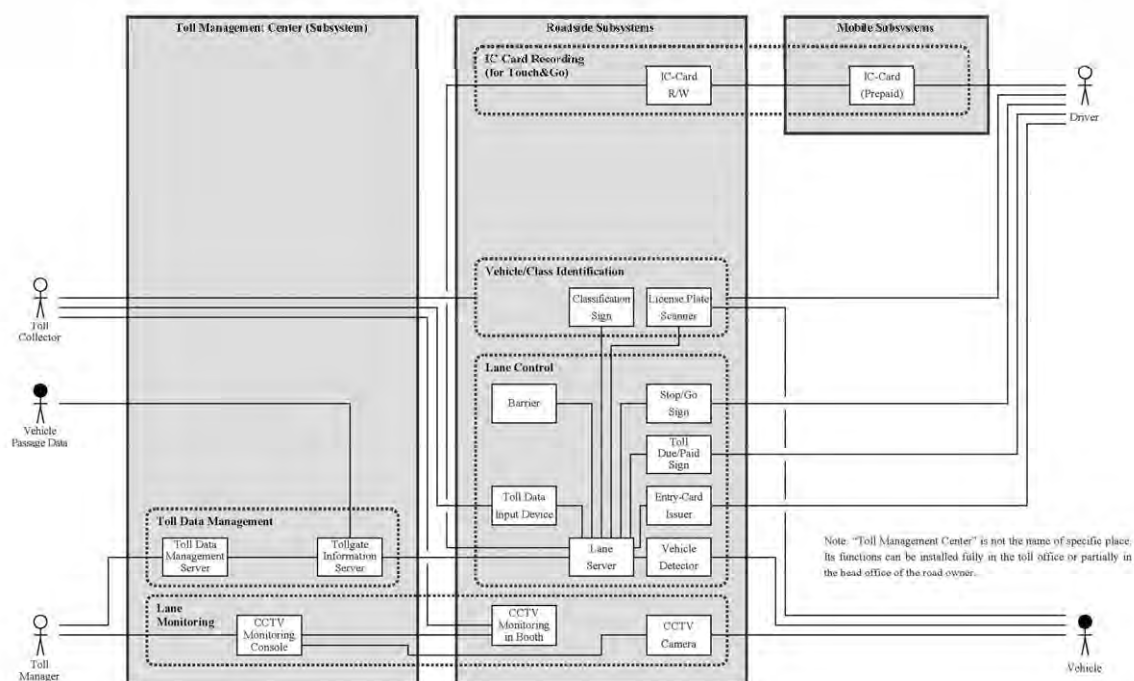 Toll Management Center (Subsystem)
Roadside Subsystems
Mobile Subsystems
IC Card Recording
(for Touch&Go)
IC-Card
R/W
IC-Card
(Prepaid)
Driver
Vehicle/Class Identification
Classification
Sign
License Plate
Scanner
Toll
Collector
Lane Control
Barrier
Stop/Go
Sign
Vehicle
Passage Data
Toll
Due/Paid
Sign
Toll Data
Input Device
Entry-Card
Issuer
Toll Data Management
Toll Data
Management
Server
Tollgate
Information
Server
Lane
Server
Vehicle
Detector
Note: "Toll Management Center" is not the name of specific place.
Its functions can be installed fully in the toll office or partially in
the head office of the road owner.
Lane
Monitoring
CCTV
Monitoring
Console
CCTV
Monitoring
in Booth
CCTV
Camera
Toll
Manager
Vehicle